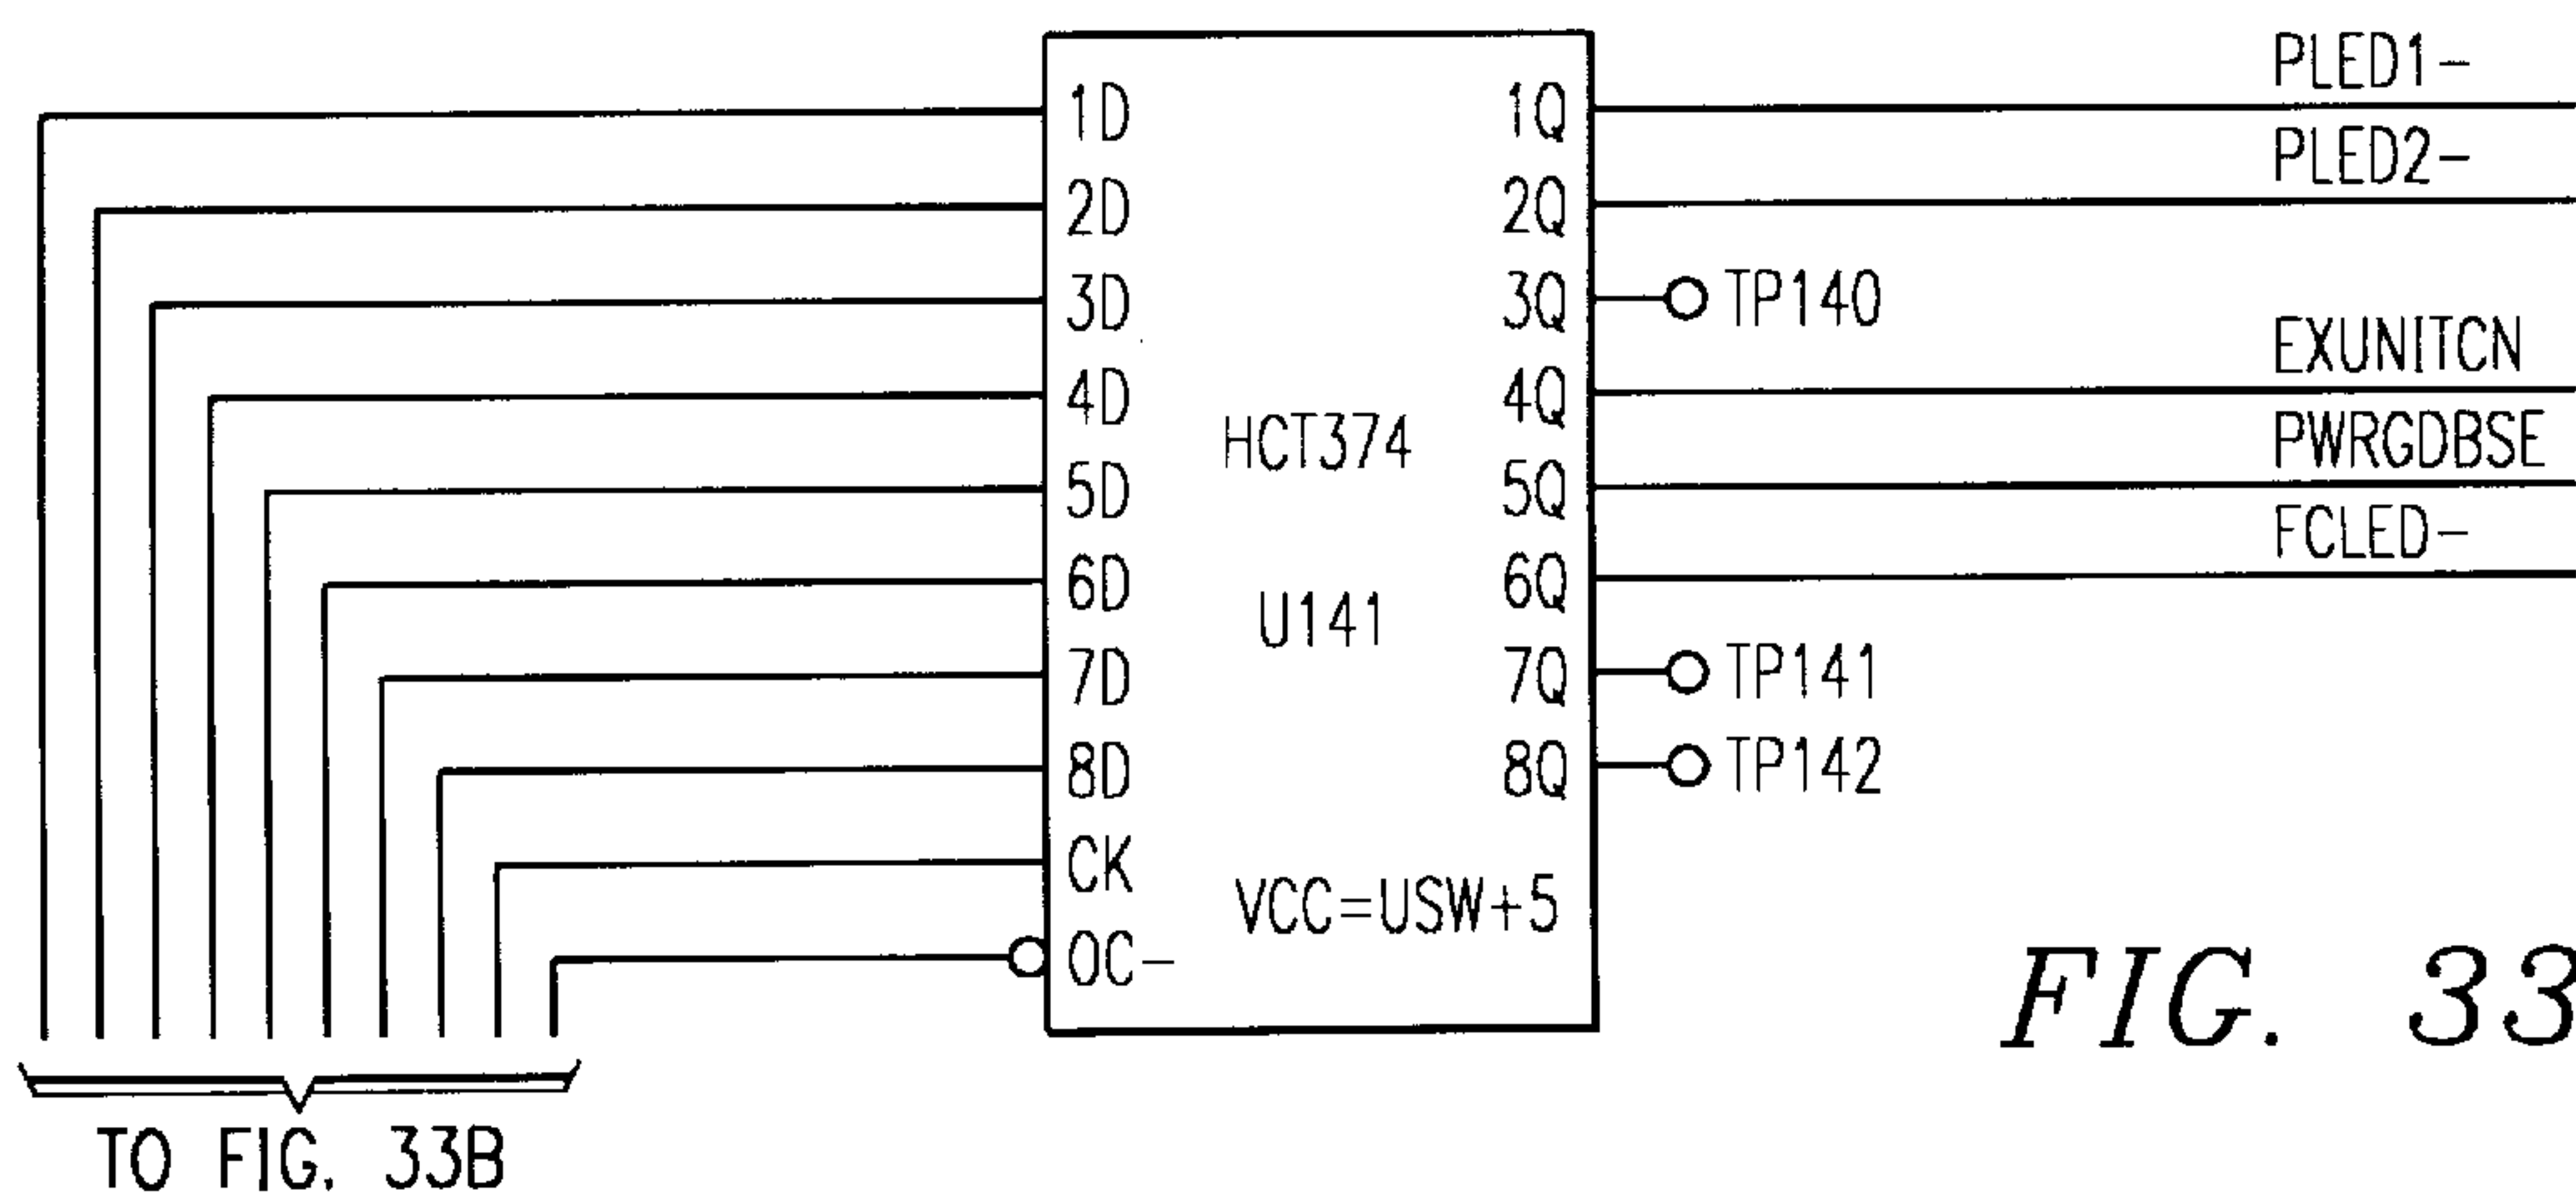 PLED1-
1D 1Q
PLED2-
2D 2Q
3D 3Q TP140
EXUNITCN
4D 4Q
HCT374
PWRGDBSE
5D 5Q
FCLED-
6D 6Q
U141
7D 7Q TP141
8D 8Q TP142
CK
VCC=USW+5
OC-
FIG. 33
TO FIG. 33B